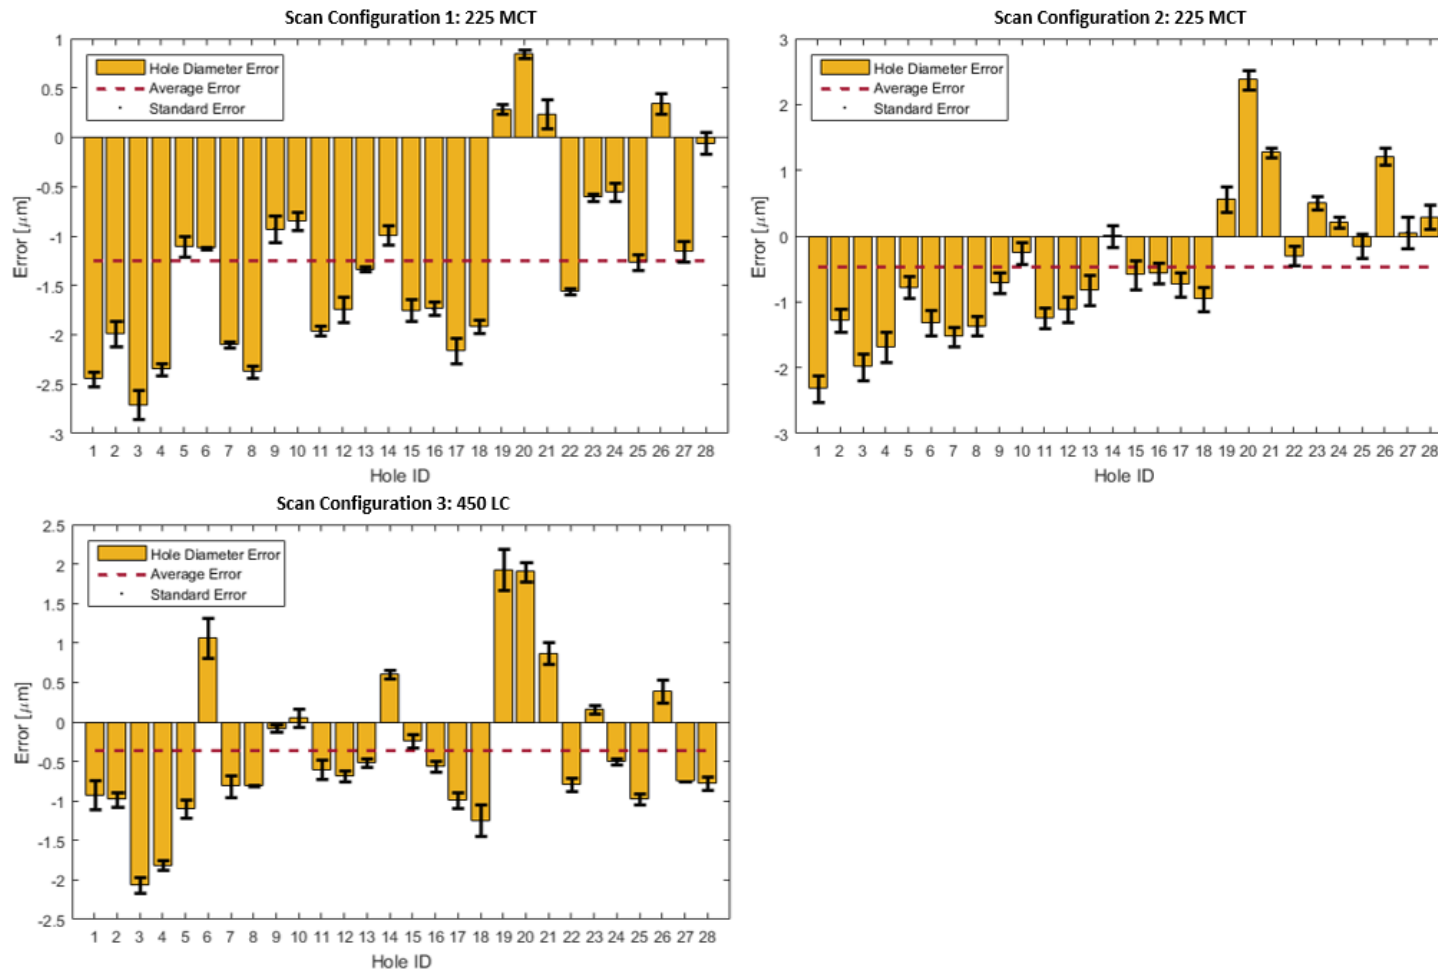 Scan Configuration 1: 225 MCT
1
0.5
0
-0.5
-1
-1.5
-2
-2.5
-3
Error [μm]
Hole Diameter Error
Average Error
Standard Error
1 2 3 4 5 6 7 8 9 10 11 12 13 14 15 16 17 18 19 20 21 22 23 24 25 26 27 28
Hole ID
Scan Configuration 2: 225 MCT
3
2
1
0
-1
-2
-3
Error [μm]
Hole Diameter Error
Average Error
Standard Error
1 2 3 4 5 6 7 8 9 10 11 12 13 14 15 16 17 18 19 20 21 22 23 24 25 26 27 28
Hole ID
Scan Configuration 3: 450 LC
2.5
2
1.5
1
0.5
0
-0.5
-1
-1.5
-2
-2.5
Error [μm]
Hole Diameter Error
Average Error
Standard Error
1 2 3 4 5 6 7 8 9 10 11 12 13 14 15 16 17 18 19 20 21 22 23 24 25 26 27 28
Hole ID